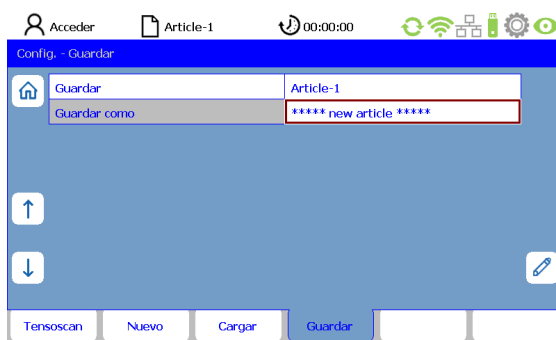 Acceder Article-1 00:00:00
Config. - Guardar
Guardar Article-1
Guardar como ***** new article *****
Tensoscan Nuevo Cargar Guardar